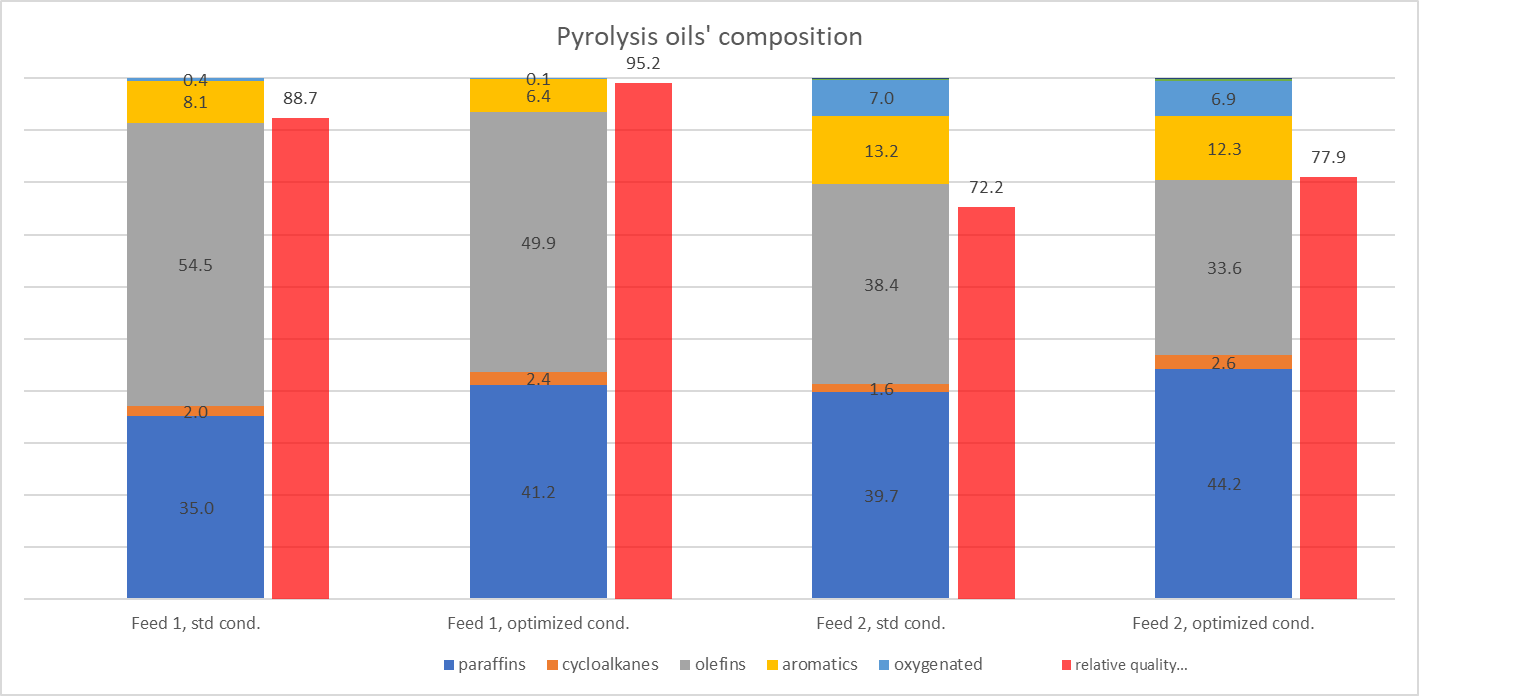 Pyrolysis oils' composition
95.2
0.4
0.1
8.1
88.7
6.4
7.0
6.9
13.2
12.3
77.9
72.2
54.5
49.9
38.4
33.6
2.0
2.4
1.6
2.6
35.0
41.2
39.7
44.2
Feed 1, std cond.
Feed 1, optimized cond.
Feed 2, std cond.
Feed 2, optimized cond.
paraffins
cycloalkanes
olefins
aromatics
oxygenated
relative quality...